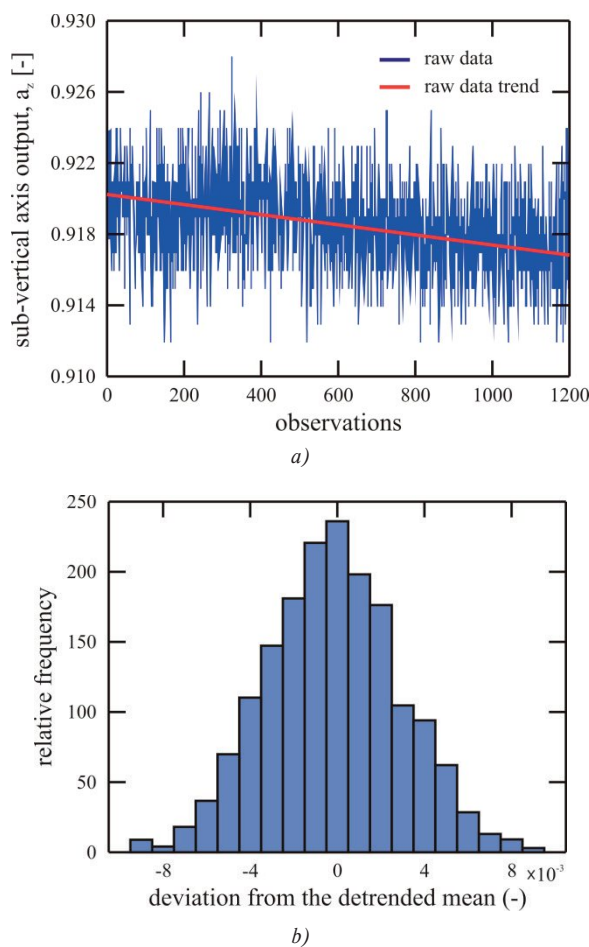 0.930
0.926
0.922
0.918
0.914
0.910
sub-vertical axis output, a_z [-]
raw data
raw data trend
0 200 400 600 800 1000 1200
observations
a)
250
200
150
100
50
0
relative frequency
-8 -4 0 4 8 ×10⁻³
deviation from the detrended mean (-)
b)